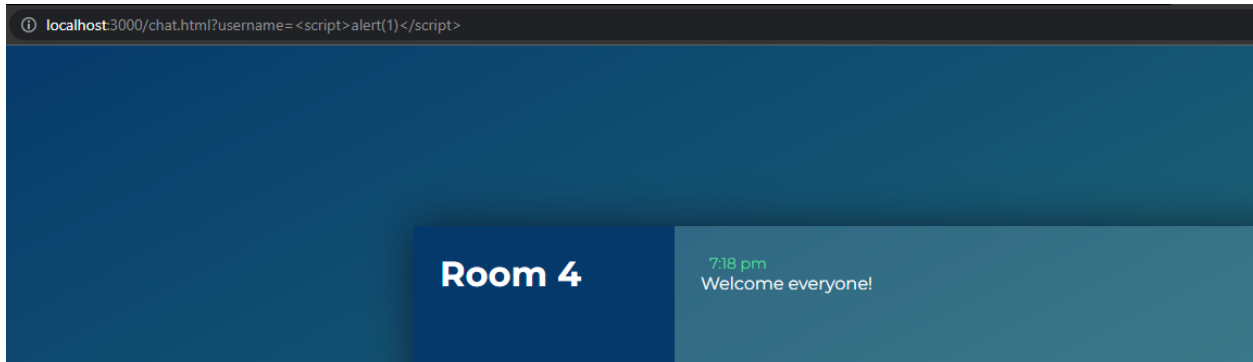 localhost:3000/chat.html?username=<script>alert(1)</script>
Room 4
7:18 pm
Welcome everyone!